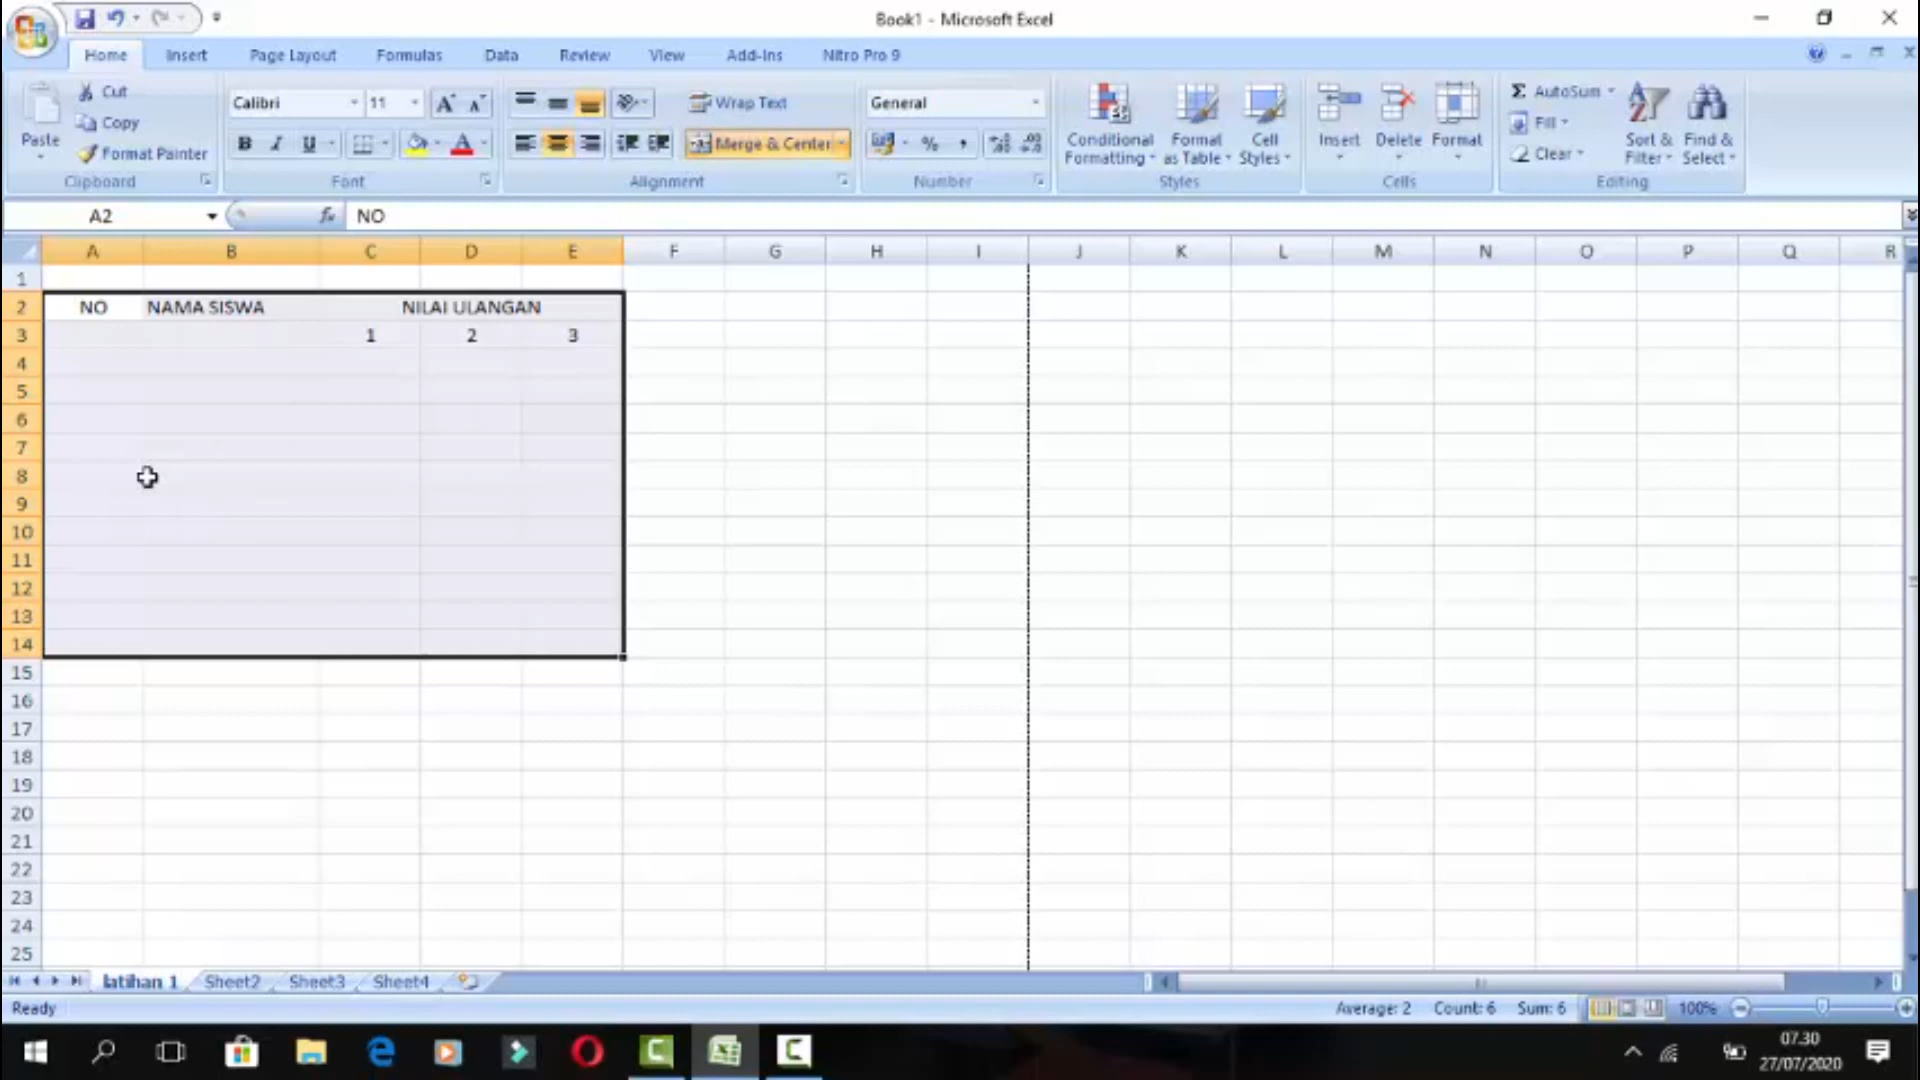 Book1 - Microsoft Excel
Home Insert Page Layout Formulas Data Review View Add-Ins Nitro Pro 9
Paste
Cut
Copy
Format Painter
Clipboard
Calibri 11
B I U
Font
Wrap Text
Merge & Center
Alignment
General
% ,
Number
Conditional Formatting
Format as Table
Cell Styles
Styles
Insert Delete Format
Cells
Σ AutoSum
Fill
Clear
Sort & Filter
Find & Select
Editing
A2 fx NO
A B C D E F G H I J K L M N O P Q R
1
2 NO NAMA SISWA NILAI ULANGAN
3 1 2 3
4
5
6
7
8
9
10
11
12
13
14
15
16
17
18
19
20
21
22
23
24
25
latihan 1 Sheet2 Sheet3 Sheet4
Ready Average: 2 Count: 6 Sum: 6 100%
07.30
27/07/2020